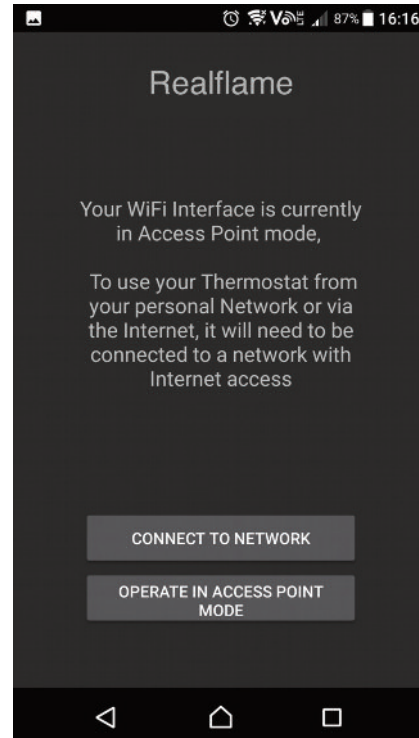 87% 16:16
Realflame
Your WiFi Interface is currently
in Access Point mode,
To use your Thermostat from
your personal Network or via
the Internet, it will need to be
connected to a network with
Internet access
CONNECT TO NETWORK
OPERATE IN ACCESS POINT
MODE